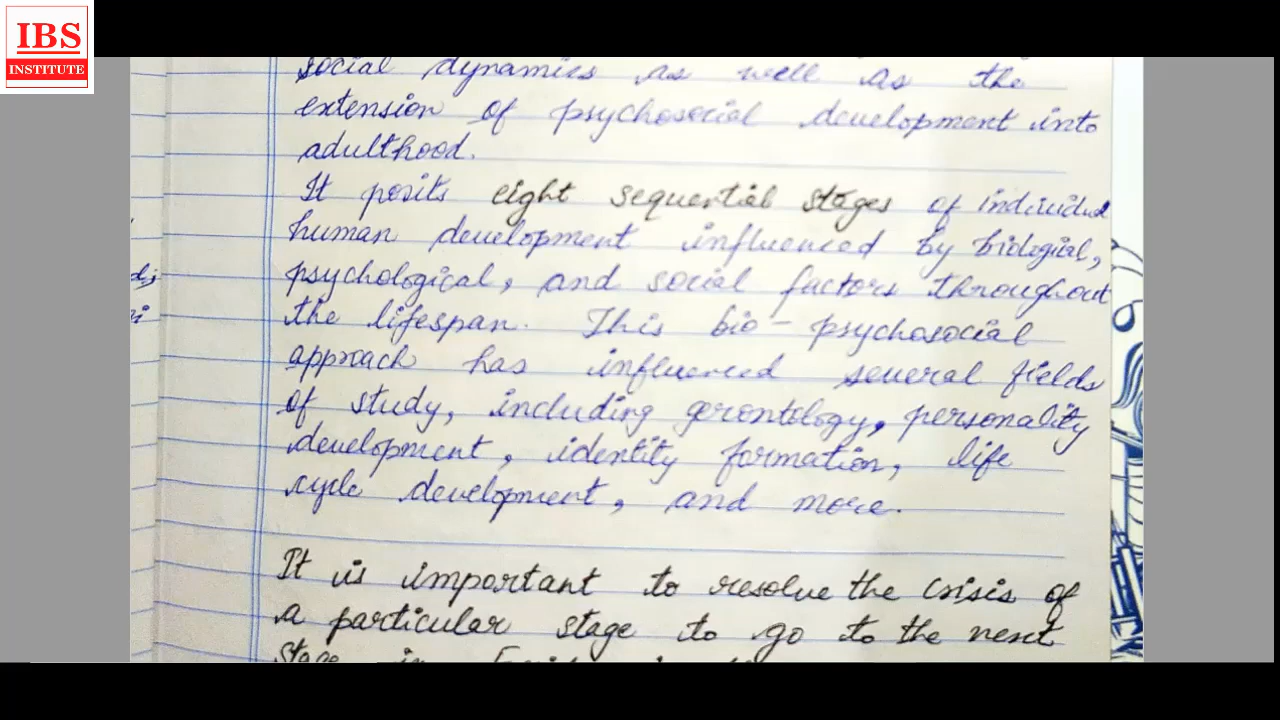 IBS
INSTITUTE
social dynamics as well as the
extension of psychosocial development into
adulthood.
It posits eight sequential stages of individual
human development influenced by biological,
psychological, and social factors throughout
the lifespan. This bio-psychosocial
approach has influenced several fields
of study, including gerontology, personality
development, identity formation, life
cycle development, and more.
It is important to resolve the crisis of
a particular stage to go to the next
stage in